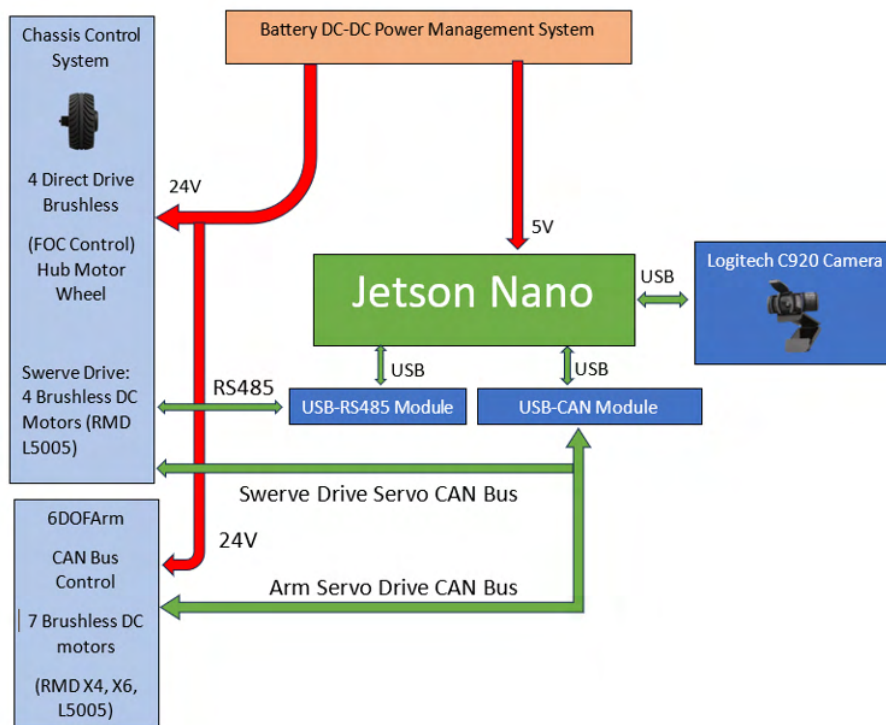 Battery DC-DC Power Management System
Chassis Control
System
4 Direct Drive
Brushless
(FOC Control)
Hub Motor
Wheel
Swerve Drive:
4 Brushless DC
Motors (RMD
L5005)
24V
5V
Jetson Nano
USB
Logitech C920 Camera
USB
USB
RS485
USB-RS485 Module
USB-CAN Module
Swerve Drive Servo CAN Bus
24V
Arm Servo Drive CAN Bus
6DOFArm
CAN Bus
Control
7 Brushless DC
motors
(RMD X4, X6,
L5005)